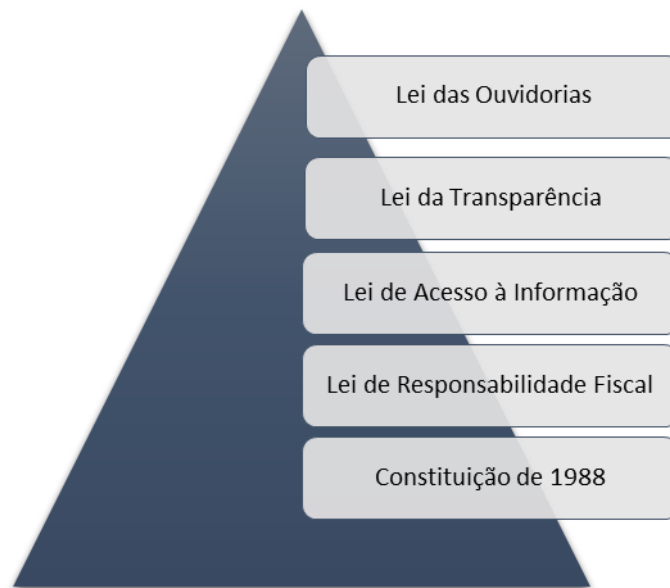 Lei das Ouvidorias
Lei da Transparência
Lei de Acesso à Informação
Lei de Responsabilidade Fiscal
Constituição de 1988